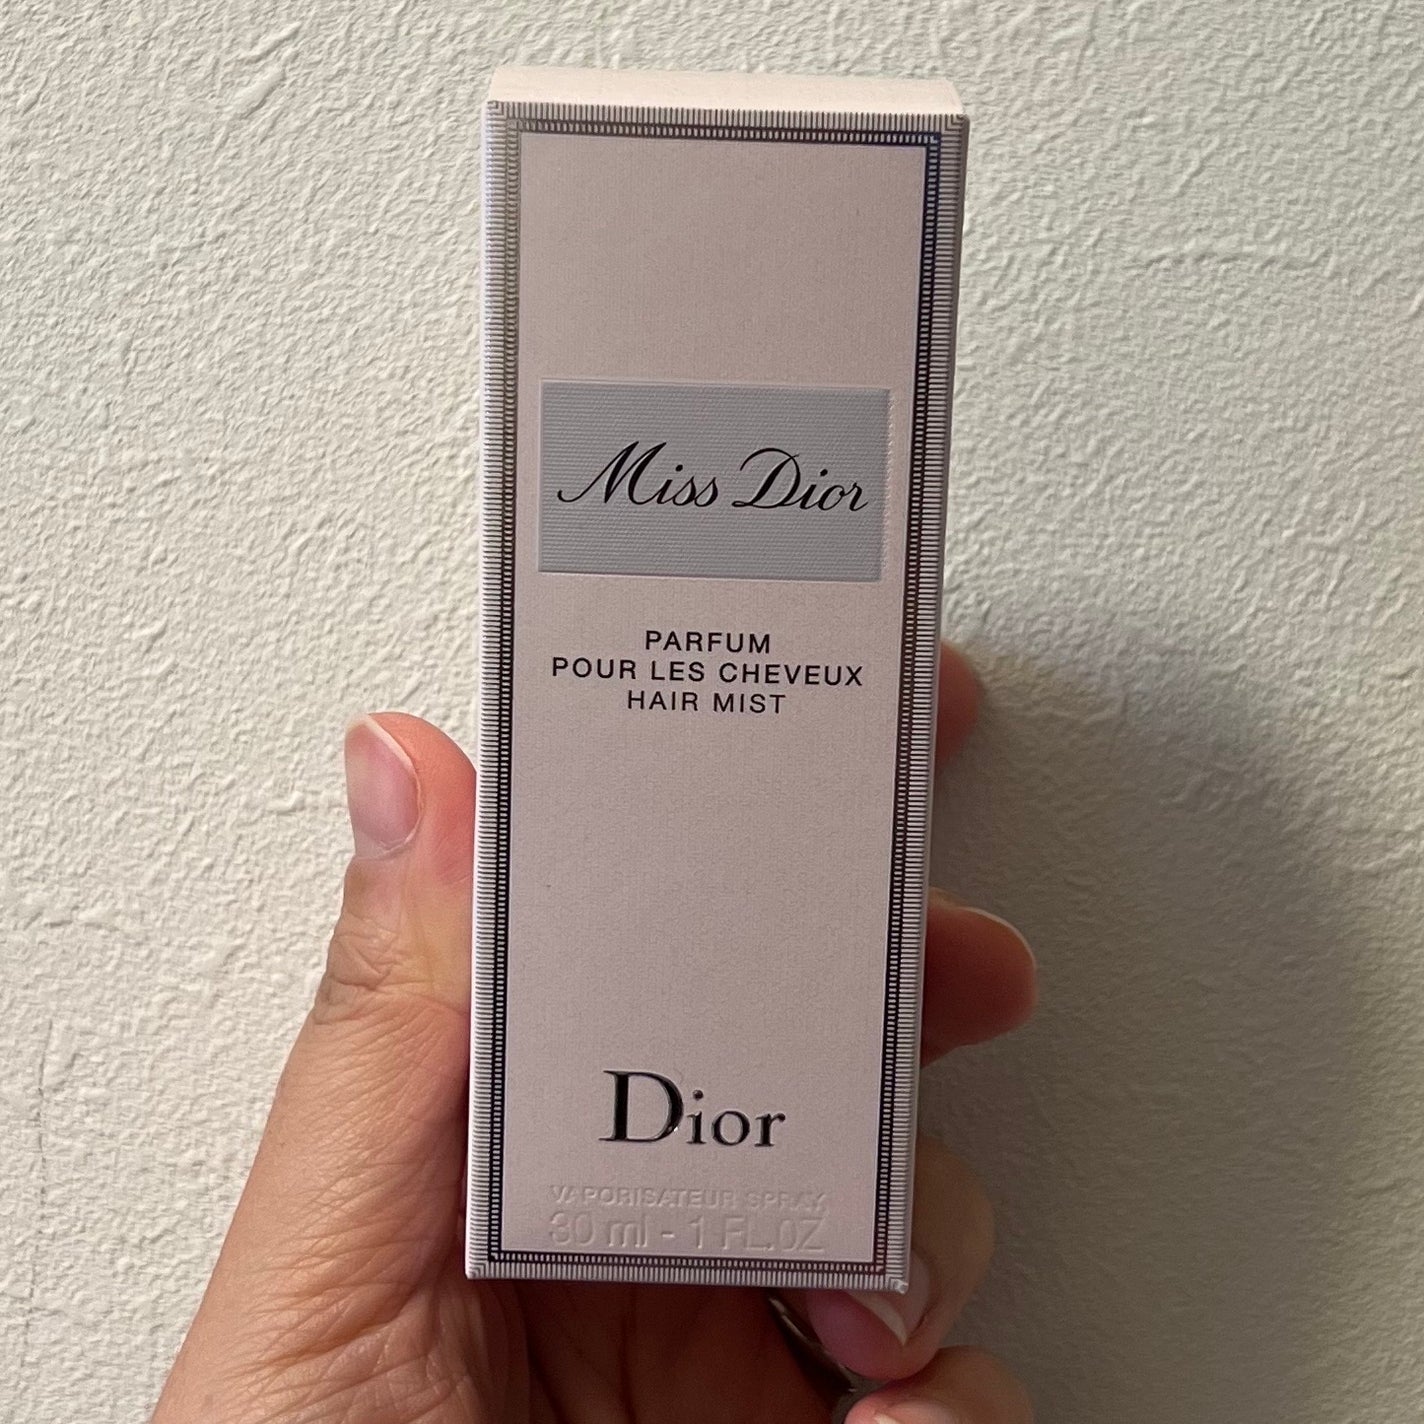 Miss Dior
PARFUM
POUR LES CHEVEUX
HAIR MIST
Dior
VAPORISATEUR SPRAY
30 ml - 1 FL.OZ